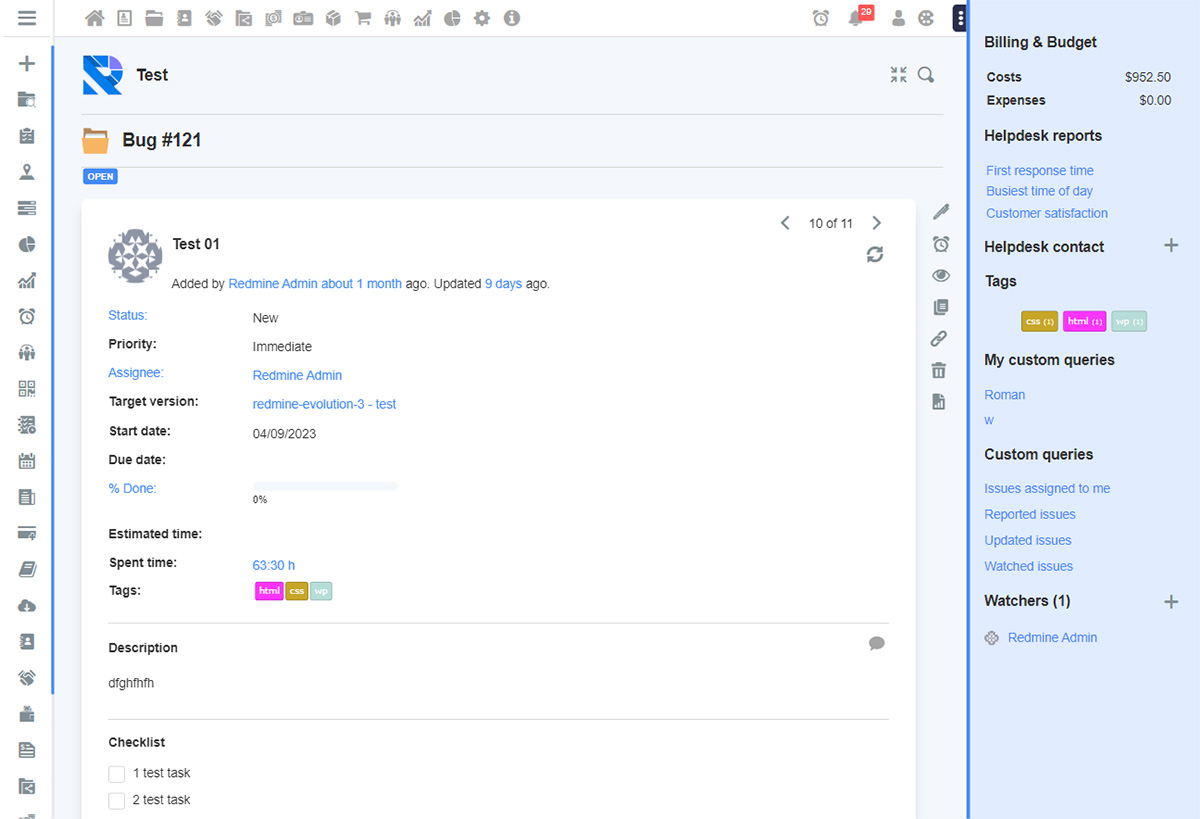 29
Test
Bug #121
OPEN
10 of 11
Test 01
Added by Redmine Admin about 1 month ago. Updated 9 days ago.
Status: New
Priority: Immediate
Assignee: Redmine Admin
Target version: redmine-evolution-3 - test
Start date: 04/09/2023
Due date:
% Done:
0%
Estimated time:
Spent time: 63:30 h
Tags: html css wp
Description
dfghfhfh
Checklist
1 test task
2 test task
Billing & Budget
Costs $952.50
Expenses $0.00
Helpdesk reports
First response time
Busiest time of day
Customer satisfaction
Helpdesk contact
Tags
css (1) html (1) wp (1)
My custom queries
Roman
w
Custom queries
Issues assigned to me
Reported issues
Updated issues
Watched issues
Watchers (1)
Redmine Admin